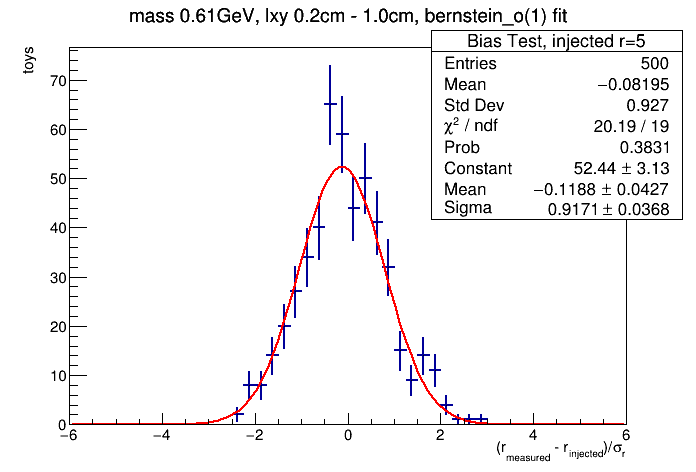 mass 0.61GeV, lxy 0.2cm - 1.0cm, bernstein_o(1) fit
Bias Test, injected r=5
Entries 500
Mean −0.08195
Std Dev 0.927
χ² / ndf 20.19 / 19
Prob 0.3831
Constant 52.44 ± 3.13
Mean −0.1188 ± 0.0427
Sigma 0.9171 ± 0.0368
toys
70
60
50
40
30
20
10
0
−6 −4 −2 0 2 4 6
(r_measured - r_injected)/σ_r